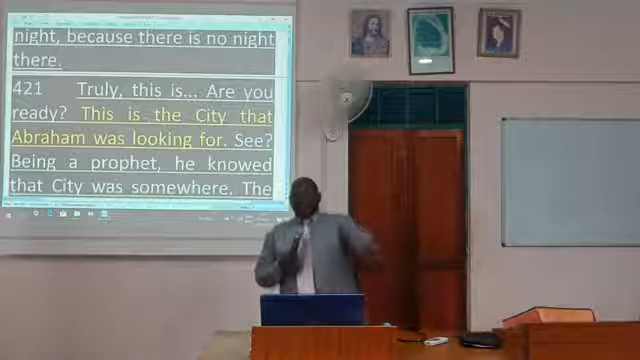 night, because there is no night
there.
421 Truly, this is... Are you
ready? This is the City that
Abraham was looking for. See?
Being a prophet, he knowed
that City was somewhere. The